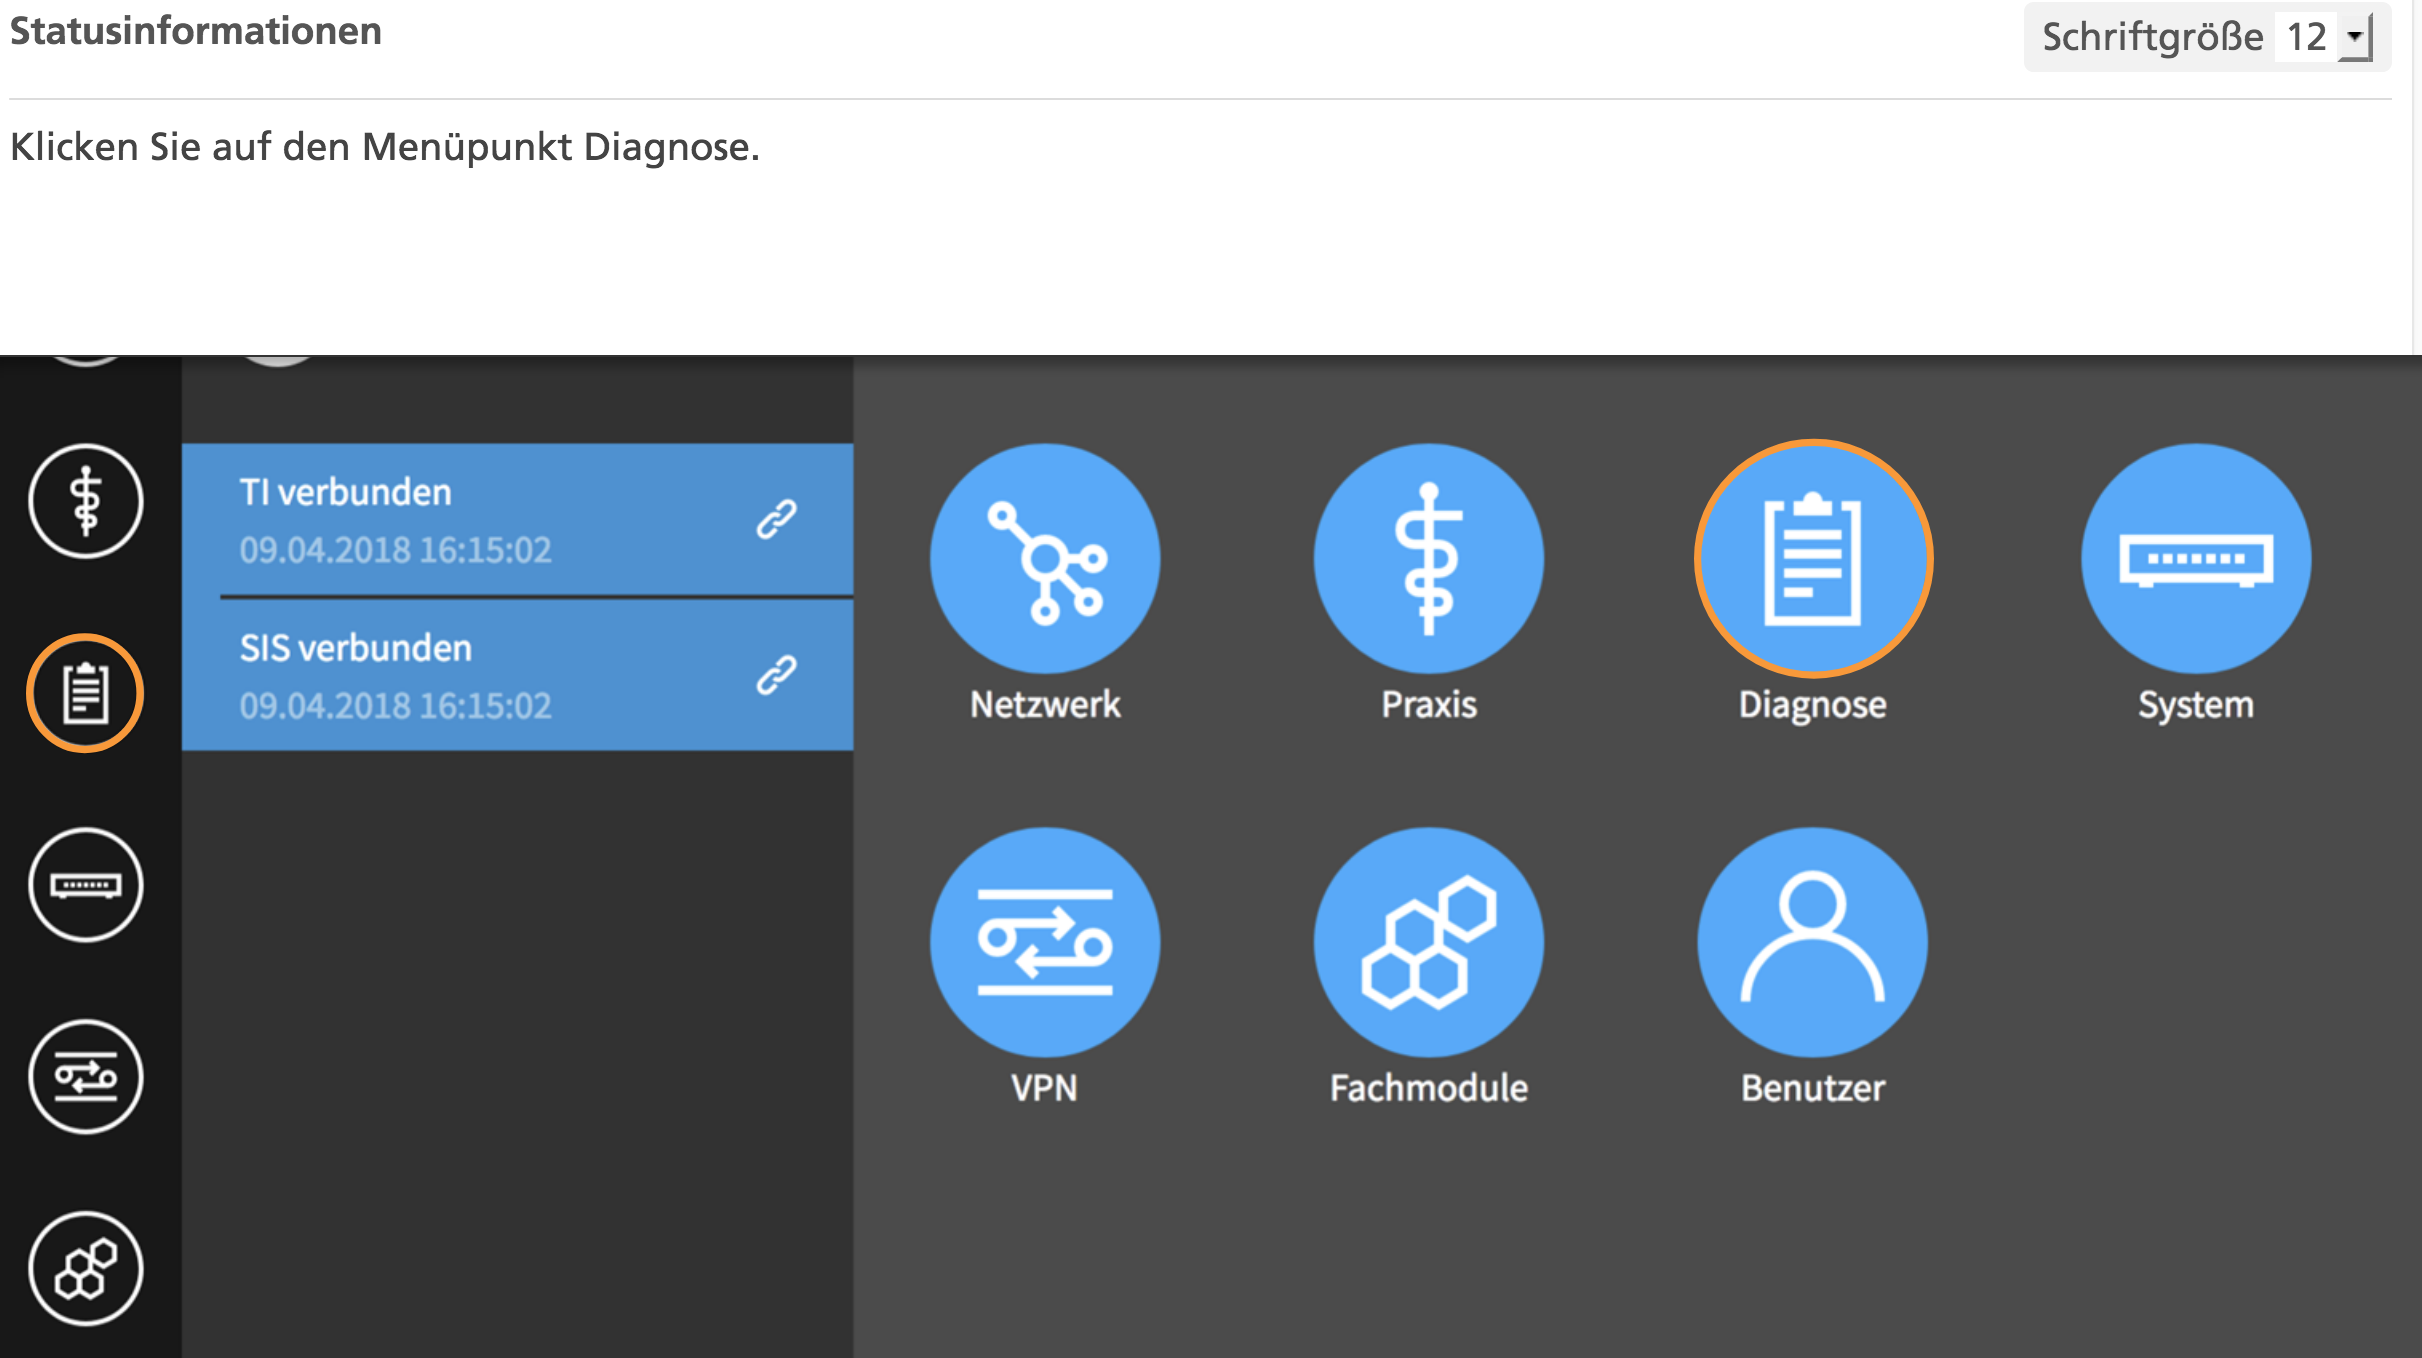 Statusinformationen
Schriftgröße 12
Klicken Sie auf den Menüpunkt Diagnose.
TI verbunden
09.04.2018 16:15:02
SIS verbunden
09.04.2018 16:15:02
Netzwerk
Praxis
Diagnose
System
VPN
Fachmodule
Benutzer